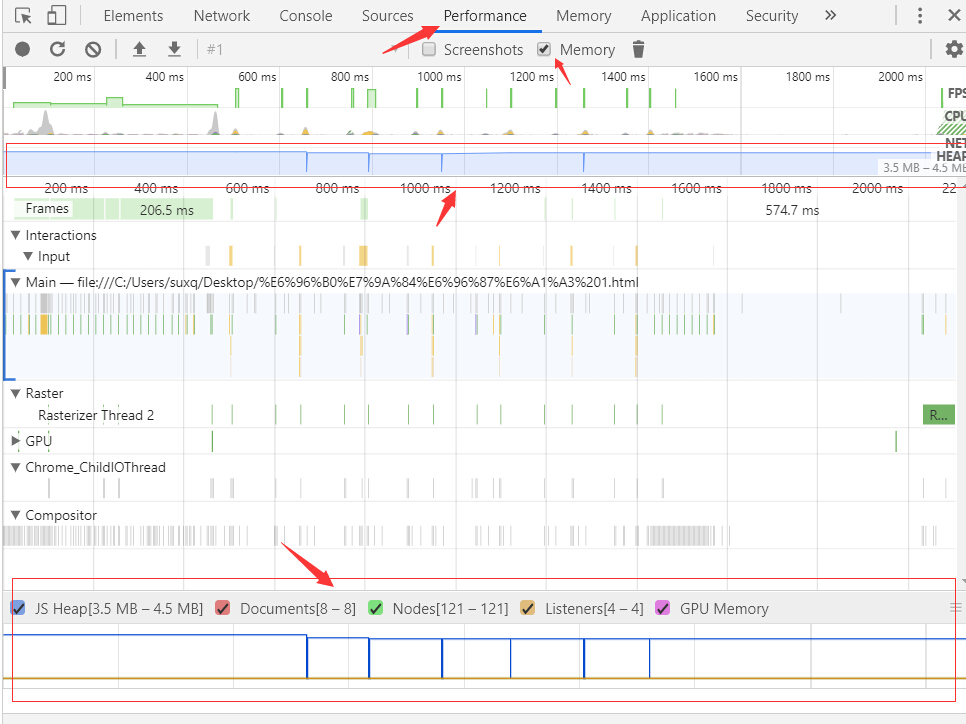 Elements Network Console Sources Performance Memory Application Security »
#1 Screenshots Memory
200 ms 400 ms 600 ms 800 ms 1000 ms 1200 ms 1400 ms 1600 ms 1800 ms 2000 ms
FPS
CPU
NET
HEAP
3.5 MB – 4.5 MB
200 ms 400 ms 600 ms 800 ms 1000 ms 1200 ms 1400 ms 1600 ms 1800 ms 2000 ms 22
Frames 206.5 ms 574.7 ms
Interactions
Input
Main — file:///C:/Users/suxq/Desktop/%E6%96%B0%E7%9A%84%E6%96%87%E6%A1%A3%201.html
Raster
Rasterizer Thread 2 R...
GPU
Chrome_ChildIOThread
Compositor
JS Heap[3.5 MB – 4.5 MB] Documents[8 – 8] Nodes[121 – 121] Listeners[4 – 4] GPU Memory